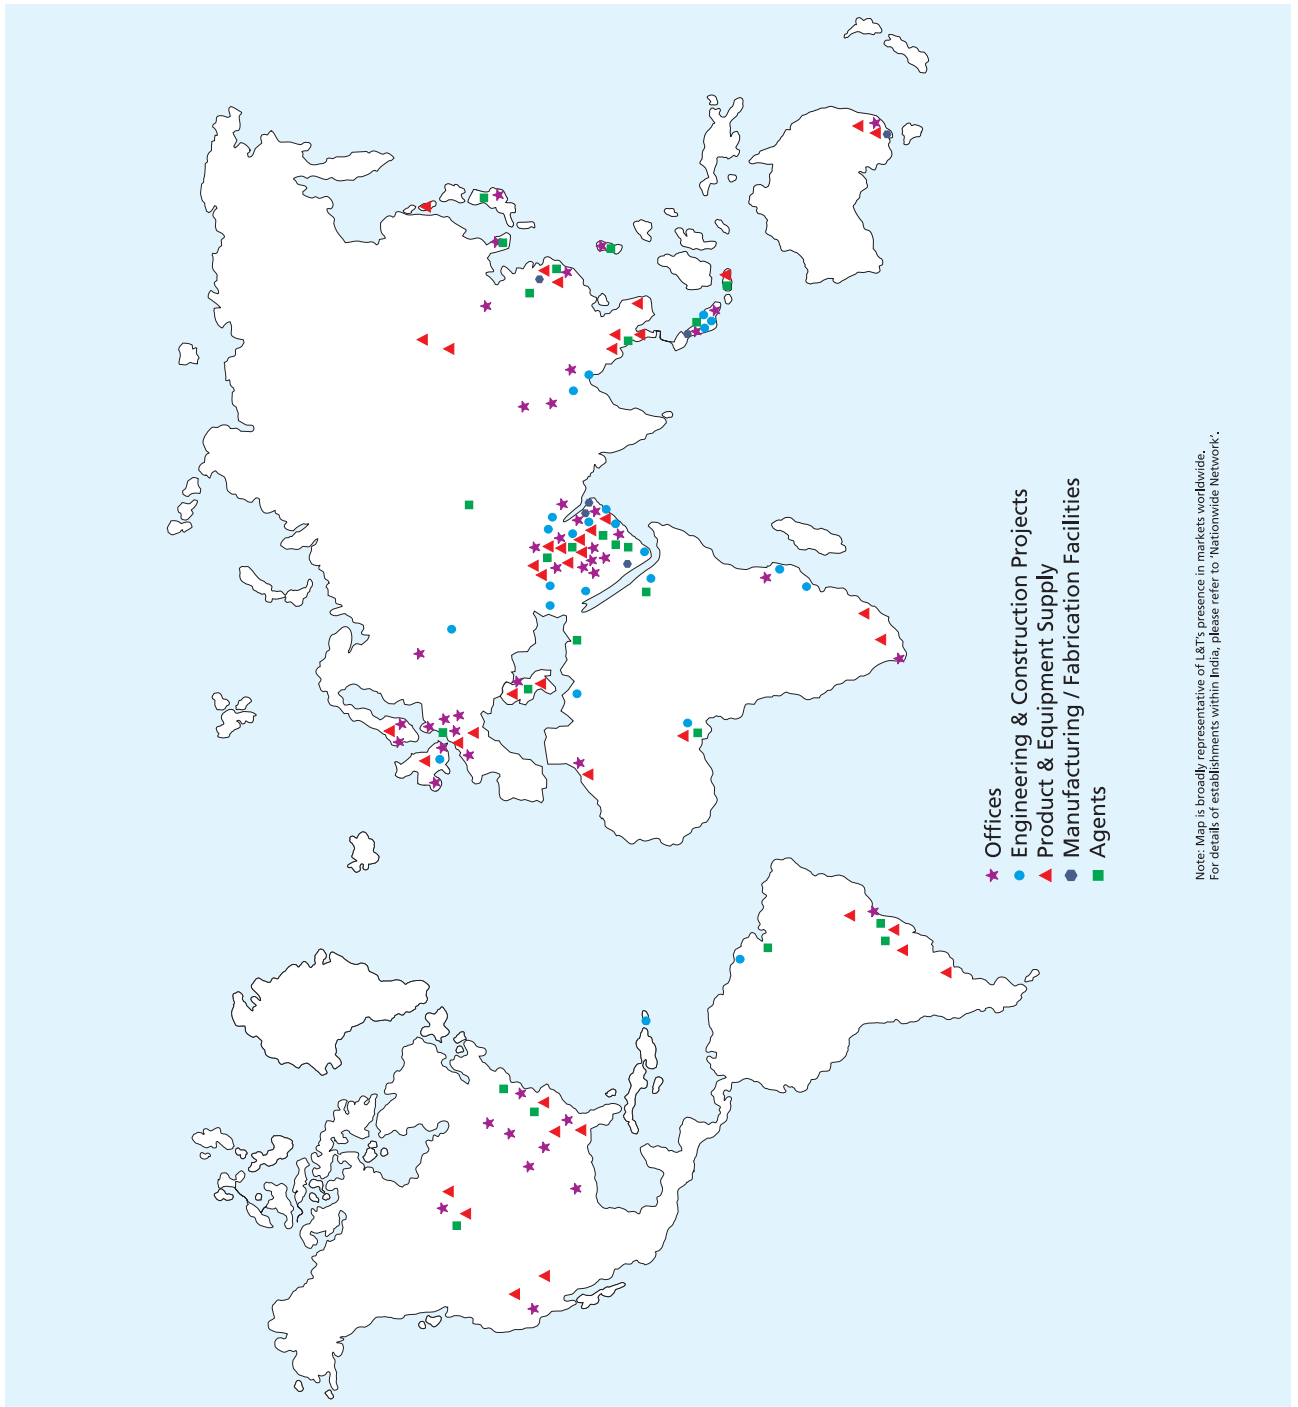 Offices
Engineering & Construction Projects
Product & Equipment Supply
Manufacturing / Fabrication Facilities
Agents
Note: Map is broadly representative of L&T's presence in markets worldwide.
For details of establishments within India, please refer to 'Nationwide Network'.